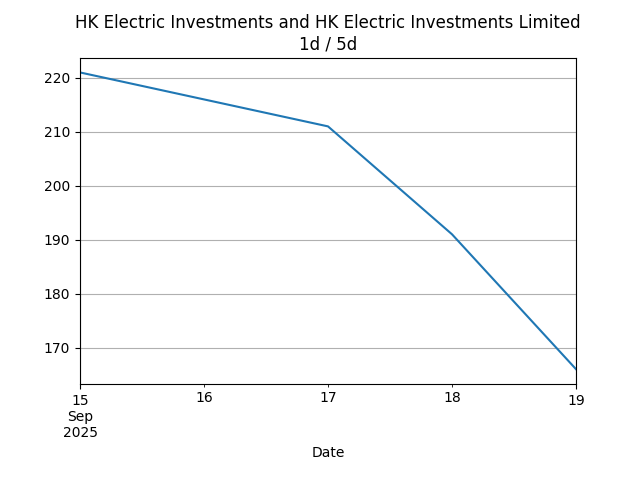 HK Electric Investments and HK Electric Investments Limited
1d / 5d
220
210
200
190
180
170
15 16 17 18 19
Sep
2025
Date